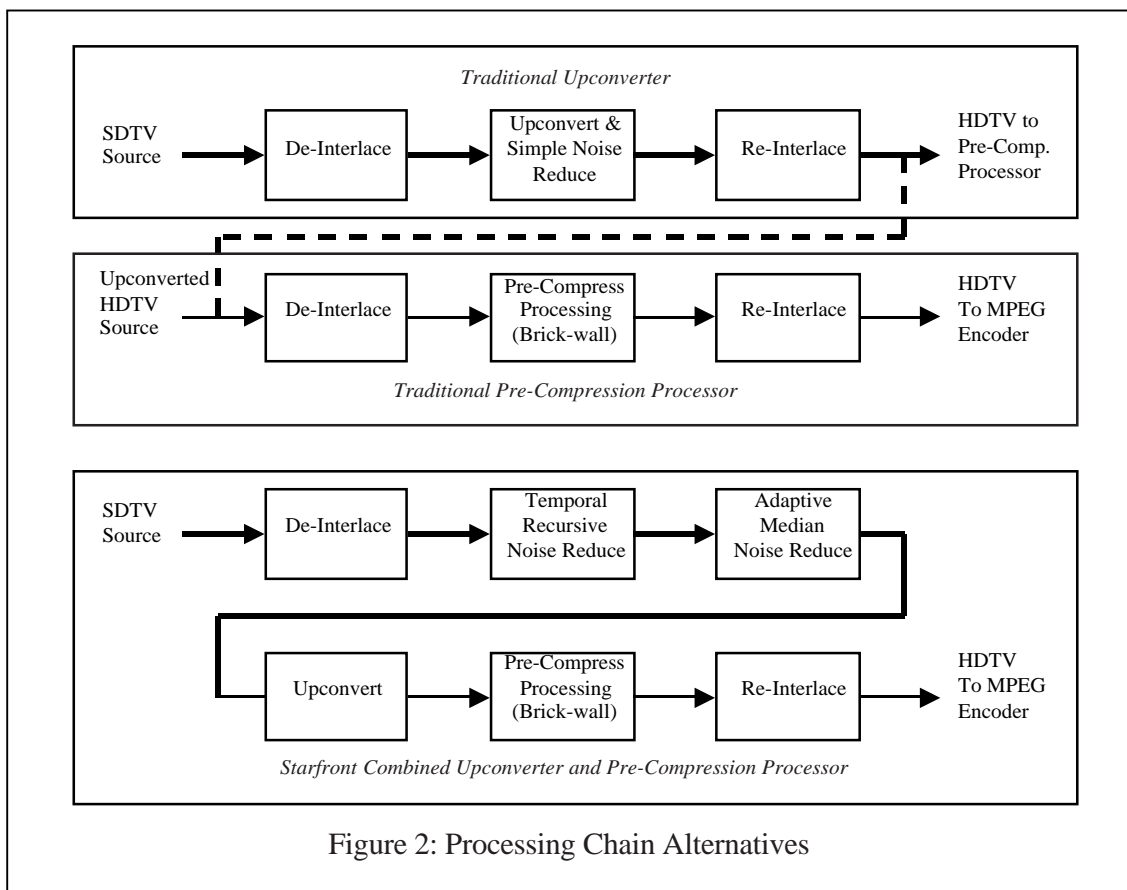 Traditional Upconverter
SDTV
Source
De-Interlace
Upconvert &
Simple Noise
Reduce
Re-Interlace
HDTV to
Pre-Comp.
Processor
Upconverted
HDTV
Source
De-Interlace
Pre-Compress
Processing
(Brick-wall)
Re-Interlace
HDTV
To MPEG
Encoder
Traditional Pre-Compression Processor
SDTV
Source
De-Interlace
Temporal
Recursive
Noise Reduce
Adaptive
Median
Noise Reduce
Upconvert
Pre-Compress
Processing
(Brick-wall)
Re-Interlace
HDTV
To MPEG
Encoder
Starfront Combined Upconverter and Pre-Compression Processor
Figure 2: Processing Chain Alternatives